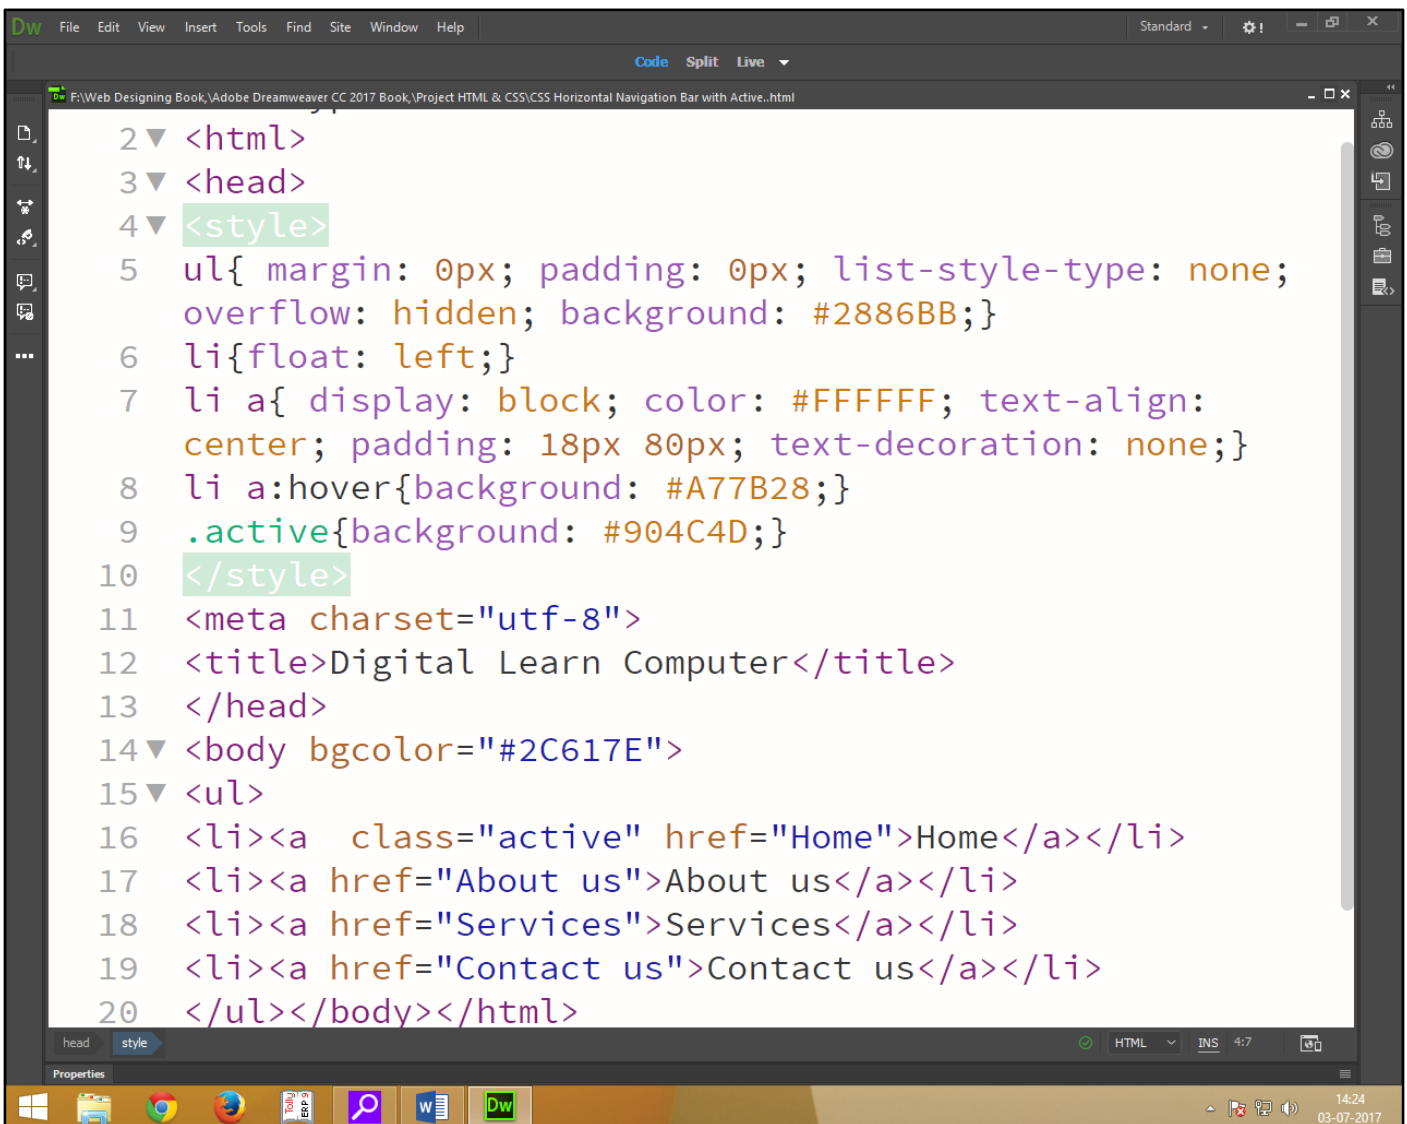 Dw File Edit View Insert Tools Find Site Window Help Standard
Code Split Live
F:\Web Designing Book,\Adobe Dreamweaver CC 2017 Book,\Project HTML & CSS\CSS Horizontal Navigation Bar with Active..html
2 <html>
3 <head>
4 <style>
5 ul{ margin: 0px; padding: 0px; list-style-type: none;
overflow: hidden; background: #2886BB;}
6 li{float: left;}
7 li a{ display: block; color: #FFFFFF; text-align:
center; padding: 18px 80px; text-decoration: none;}
8 li a:hover{background: #A77B28;}
9 .active{background: #904C4D;}
10 </style>
11 <meta charset="utf-8">
12 <title>Digital Learn Computer</title>
13 </head>
14 <body bgcolor="#2C617E">
15 <ul>
16 <li><a  class="active" href="Home">Home</a></li>
17 <li><a href="About us">About us</a></li>
18 <li><a href="Services">Services</a></li>
19 <li><a href="Contact us">Contact us</a></li>
20 </ul></body></html>
head style HTML INS 4:7
Properties
Tally ERP 9 W Dw 14:24
03-07-2017